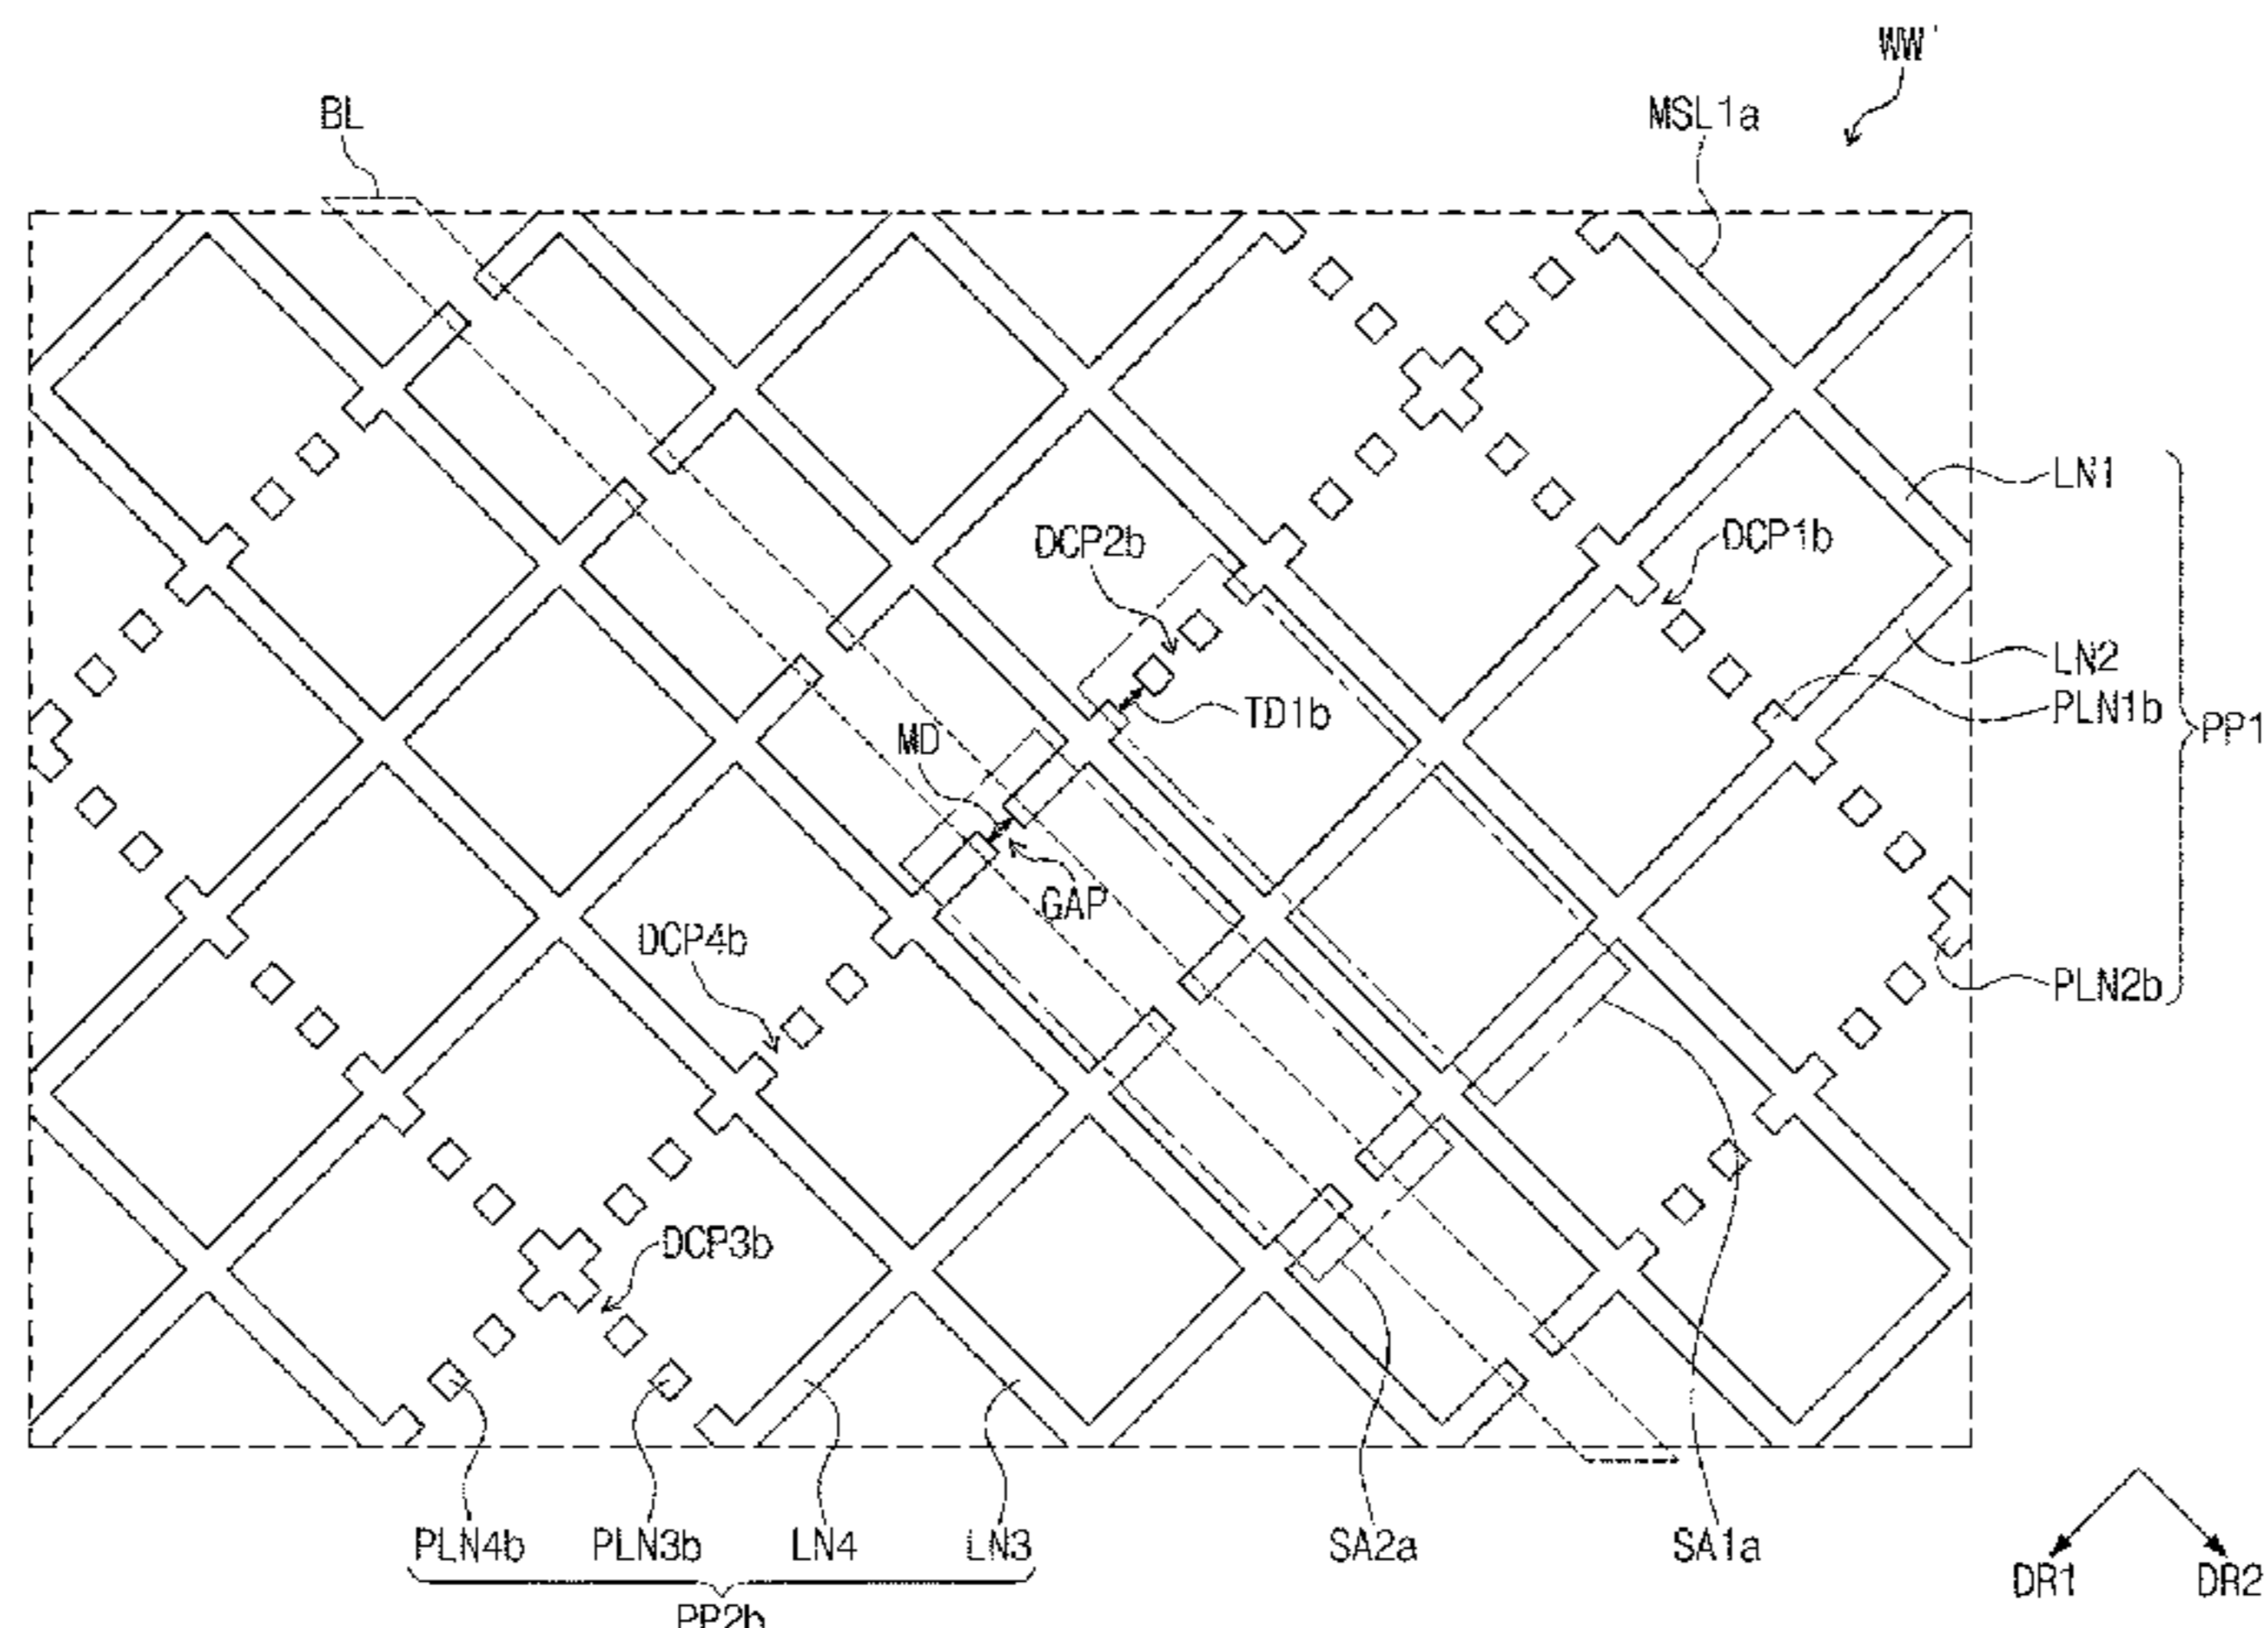 WW'
BL
MSL1a
LN1
DCP2b
DCP1b
LN2
TD1b
PLN1b
PP1
MD
GAP
DCP4b
PLN2b
DCP3b
PLN4b
PLN3b
LN4
LN3
SA2a
SA1a
DR1
DR2
PP2b